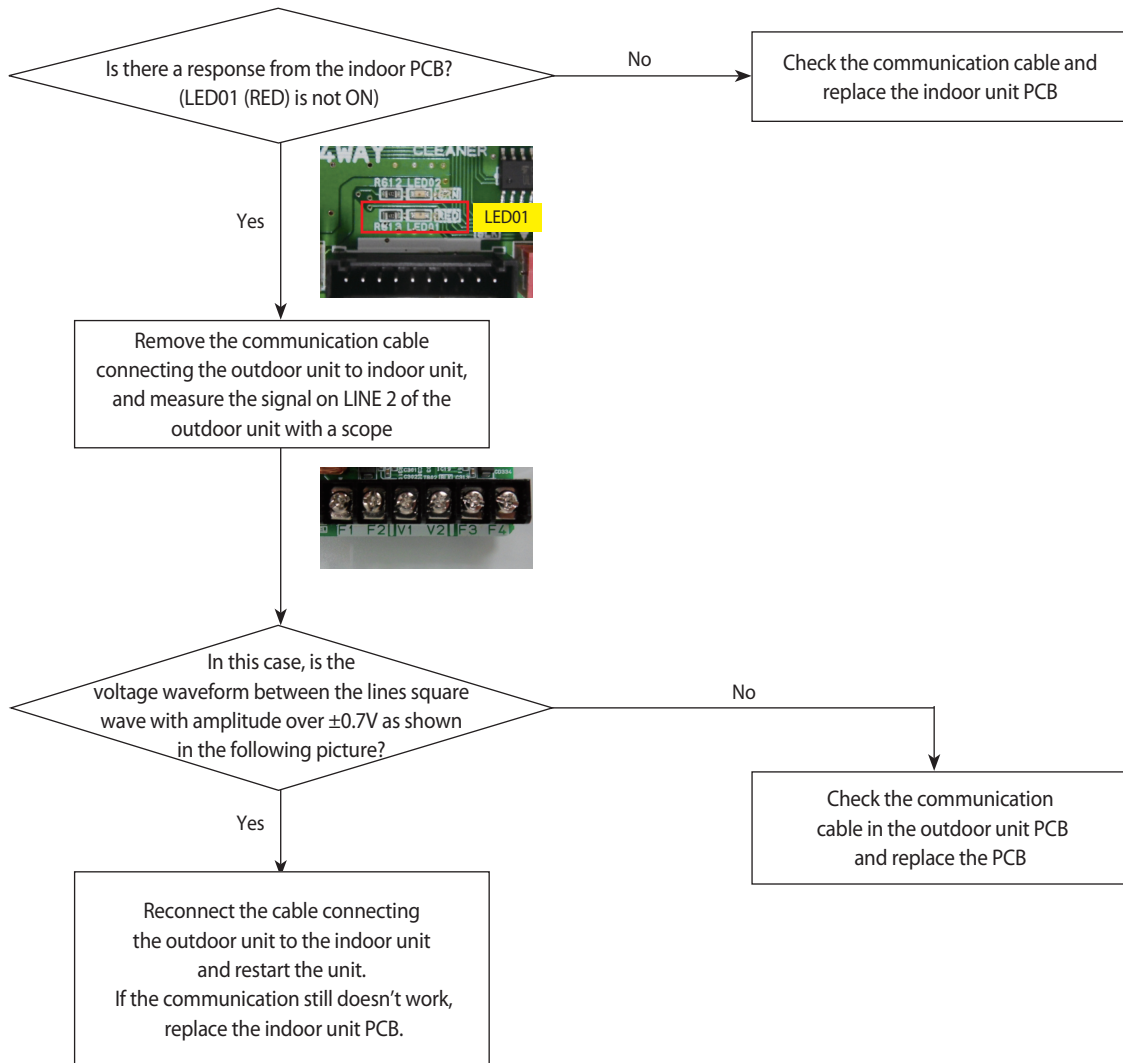 Is there a response from the indoor PCB?
(LED01 (RED) is not ON)
No
Check the communication cable and
replace the indoor unit PCB
Yes
4WAY CLEANER
R612 LED02
RED
R613 LED01
LED01
Remove the communication cable
connecting the outdoor unit to indoor unit,
and measure the signal on LINE 2 of the
outdoor unit with a scope
F1 F2 V1 V2 F3 F4
In this case, is the
voltage waveform between the lines square
wave with amplitude over ±0.7V as shown
in the following picture?
No
Check the communication
cable in the outdoor unit PCB
and replace the PCB
Yes
Reconnect the cable connecting
the outdoor unit to the indoor unit
and restart the unit.
If the communication still doesn’t work,
replace the indoor unit PCB.